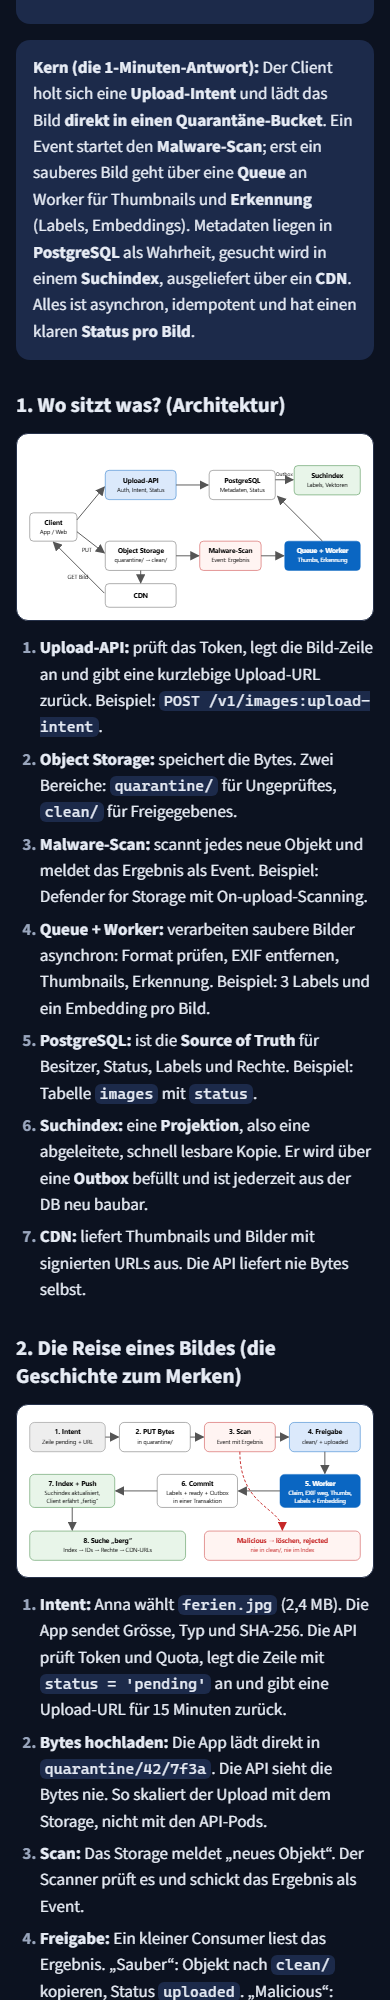 Kern (die 1-Minuten-Antwort): Der Client
holt sich eine Upload-Intent und lädt das
Bild direkt in einen Quarantäne-Bucket. Ein
Event startet den Malware-Scan; erst ein
sauberes Bild geht über eine Queue an
Worker für Thumbnails und Erkennung
(Labels, Embeddings). Metadaten liegen in
PostgreSQL als Wahrheit, gesucht wird in
einem Suchindex, ausgeliefert über ein CDN.
Alles ist asynchron, idempotent und hat einen
klaren Status pro Bild.
1. Wo sitzt was? (Architektur)
Upload-API
Auth, Intent, Status
PostgreSQL
Metadaten, Status
Outbox
Suchindex
Labels, Vektoren
Client
App / Web
PUT
Object Storage
quarantine/ → clean/
Malware-Scan
Event: Ergebnis
Queue + Worker
Thumbs, Erkennung
GET Bild
CDN
1. Upload-API: prüft das Token, legt die Bild-Zeile
an und gibt eine kurzlebige Upload-URL
zurück. Beispiel: POST /v1/images:upload-
intent.
2. Object Storage: speichert die Bytes. Zwei
Bereiche: quarantine/ für Ungeprüftes,
clean/ für Freigegebenes.
3. Malware-Scan: scannt jedes neue Objekt und
meldet das Ergebnis als Event. Beispiel:
Defender for Storage mit On-upload-Scanning.
4. Queue + Worker: verarbeiten saubere Bilder
asynchron: Format prüfen, EXIF entfernen,
Thumbnails, Erkennung. Beispiel: 3 Labels und
ein Embedding pro Bild.
5. PostgreSQL: ist die Source of Truth für
Besitzer, Status, Labels und Rechte. Beispiel:
Tabelle images mit status.
6. Suchindex: eine Projektion, also eine
abgeleitete, schnell lesbare Kopie. Er wird über
eine Outbox befüllt und ist jederzeit aus der
DB neu baubar.
7. CDN: liefert Thumbnails und Bilder mit
signierten URLs aus. Die API liefert nie Bytes
selbst.
2. Die Reise eines Bildes (die
Geschichte zum Merken)
1. Intent
Zeile pending + URL
2. PUT Bytes
in quarantine/
3. Scan
Event mit Ergebnis
4. Freigabe
clean/ + uploaded
7. Index + Push
Suchindex aktualisiert,
Client erfährt „fertig“
6. Commit
Labels + ready + Outbox
in einer Transaktion
5. Worker
Claim, EXIF weg, Thumbs,
Labels + Embedding
8. Suche „berg“
Index → IDs → Rechte → CDN-URLs
Malicious → löschen, rejected
nie in clean/, nie im Index
1. Intent: Anna wählt ferien.jpg (2,4 MB). Die
App sendet Grösse, Typ und SHA-256. Die API
prüft Token und Quota, legt die Zeile mit
status = 'pending' an und gibt eine
Upload-URL für 15 Minuten zurück.
2. Bytes hochladen: Die App lädt direkt in
quarantine/42/7f3a. Die API sieht die
Bytes nie. So skaliert der Upload mit dem
Storage, nicht mit den API-Pods.
3. Scan: Das Storage meldet „neues Objekt“. Der
Scanner prüft es und schickt das Ergebnis als
Event.
4. Freigabe: Ein kleiner Consumer liest das
Ergebnis. „Sauber“: Objekt nach clean/
kopieren, Status uploaded. „Malicious“: